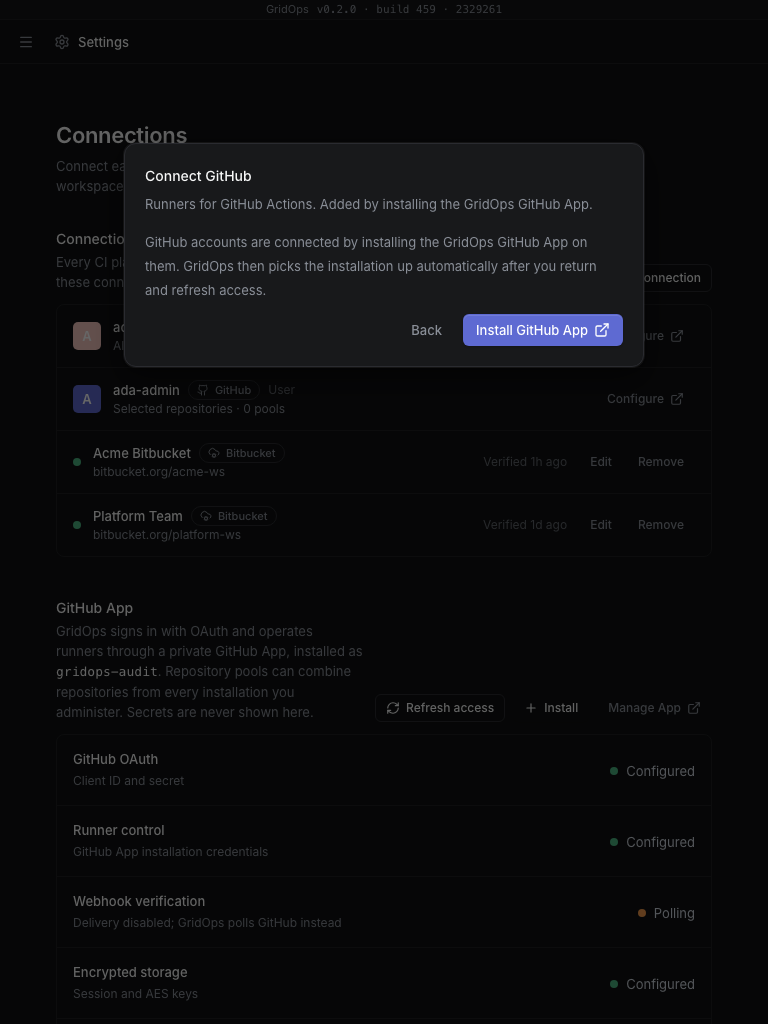 GridOps v0.2.0 · build 459 · 2329261
Settings
Connections
Connect ea
workspace
Connect GitHub
Runners for GitHub Actions. Added by installing the GridOps GitHub App.
GitHub accounts are connected by installing the GridOps GitHub App on
them. GridOps then picks the installation up automatically after you return
and refresh access.
Back
Install GitHub App
Connectio
Every CI pla
these conn
onnection
A
ac
Al
ure
A
ada-admin
GitHub
User
Selected repositories · 0 pools
Configure
Acme Bitbucket
Bitbucket
bitbucket.org/acme-ws
Verified 1h ago
Edit
Remove
Platform Team
Bitbucket
bitbucket.org/platform-ws
Verified 1d ago
Edit
Remove
GitHub App
GridOps signs in with OAuth and operates
runners through a private GitHub App, installed as
gridops-audit. Repository pools can combine
repositories from every installation you
administer. Secrets are never shown here.
Refresh access
Install
Manage App
GitHub OAuth
Client ID and secret
Configured
Runner control
GitHub App installation credentials
Configured
Webhook verification
Delivery disabled; GridOps polls GitHub instead
Polling
Encrypted storage
Session and AES keys
Configured